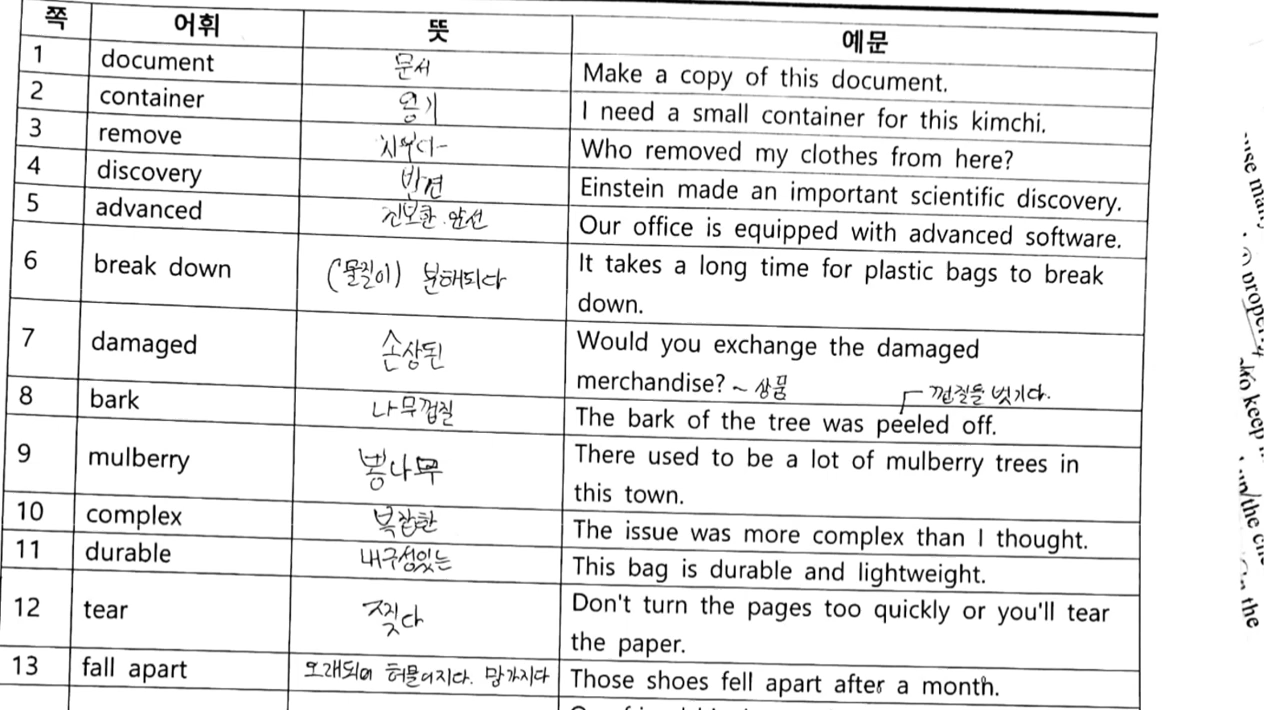 쪽 어휘 뜻 예문
1 document 문서 Make a copy of this document.
2 container 용기 I need a small container for this kimchi.
3 remove 치우다 Who removed my clothes from here?
4 discovery 발견 Einstein made an important scientific discovery.
5 advanced 진보한. Our office is equipped with advanced software.
6 break down (물질이) 분해되다 It takes a long time for plastic bags to break
down.
7 damaged 손상된 Would you exchange the damaged
merchandise? ~ 상품 껍질을 벗기다.
8 bark 나무껍질 The bark of the tree was peeled off.
9 mulberry 뽕나무 There used to be a lot of mulberry trees in
this town.
10 complex 복잡한 The issue was more complex than I thought.
11 durable 내구성있는 This bag is durable and lightweight.
12 tear 찢다 Don't turn the pages too quickly or you'll tear
the paper.
13 fall apart 오래되어 허물어지다. 망가지다 Those shoes fell apart after a month.
keep
the